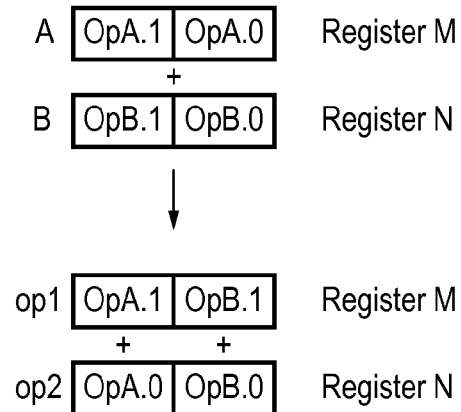 A OpA.1 OpA.0 Register M
+
B OpB.1 OpB.0 Register N
op1 OpA.1 OpB.1 Register M
+ +
op2 OpA.0 OpB.0 Register N